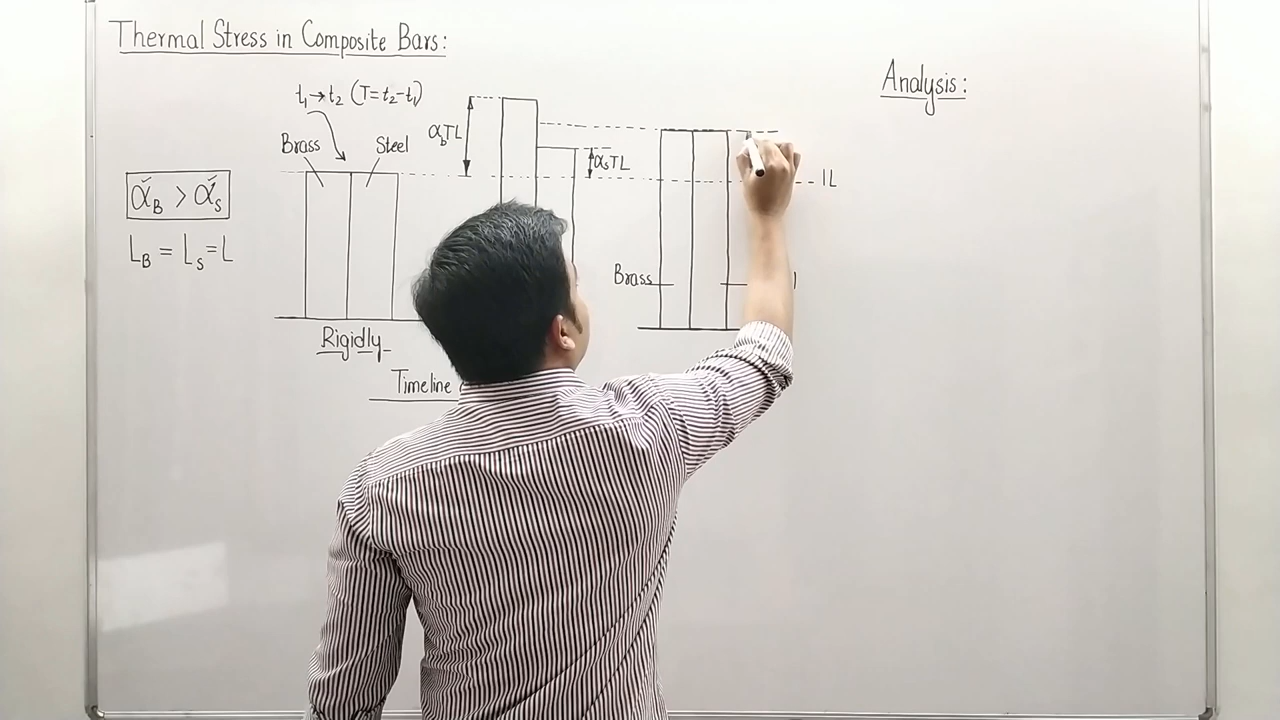 Thermal Stress in Composite Bars:
Analysis:
t₁→t₂ (T=t₂-t₁)
Brass
Steel
α_bTL
α_sTL
α_B > α_S
L_B = L_S = L
IL
Brass
Rigidly
Timeline